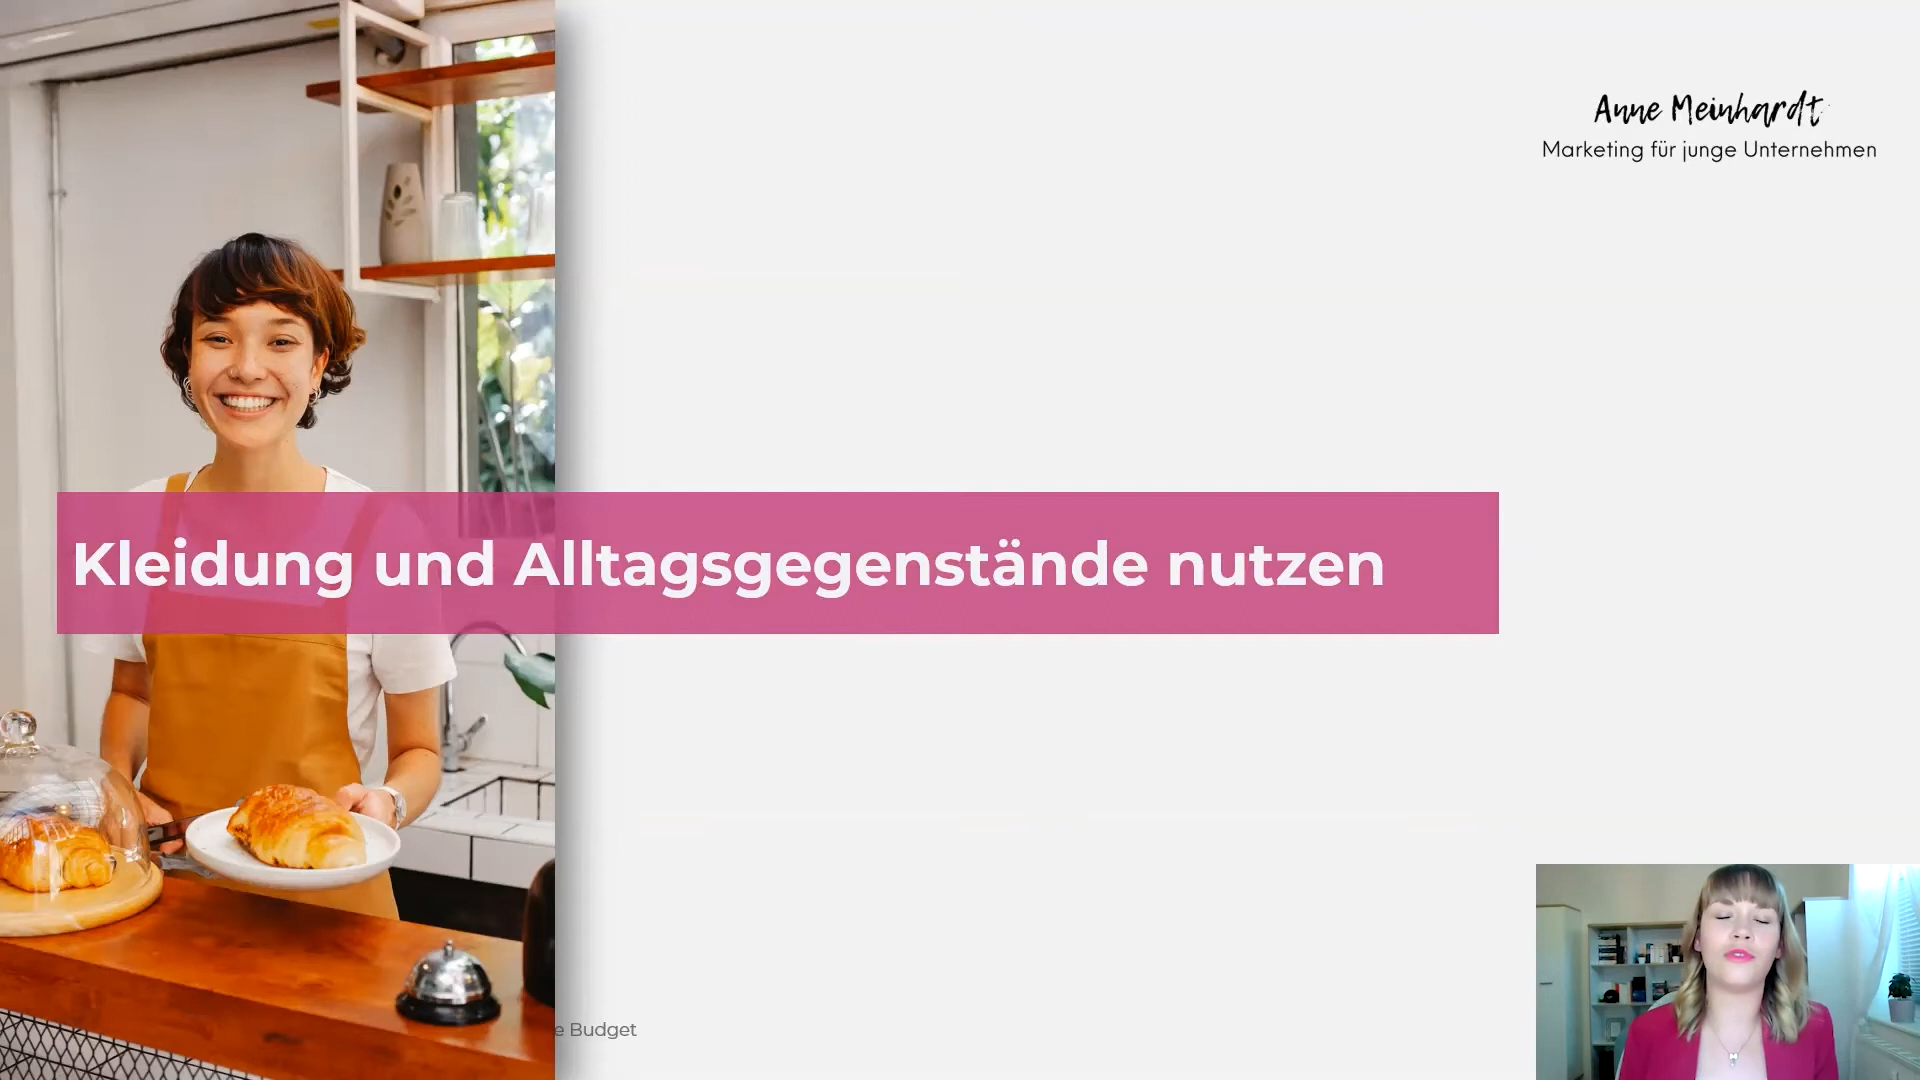 Anne Meinhardt
Marketing für junge Unternehmen
Kleidung und Alltagsgegenstände nutzen
Budget